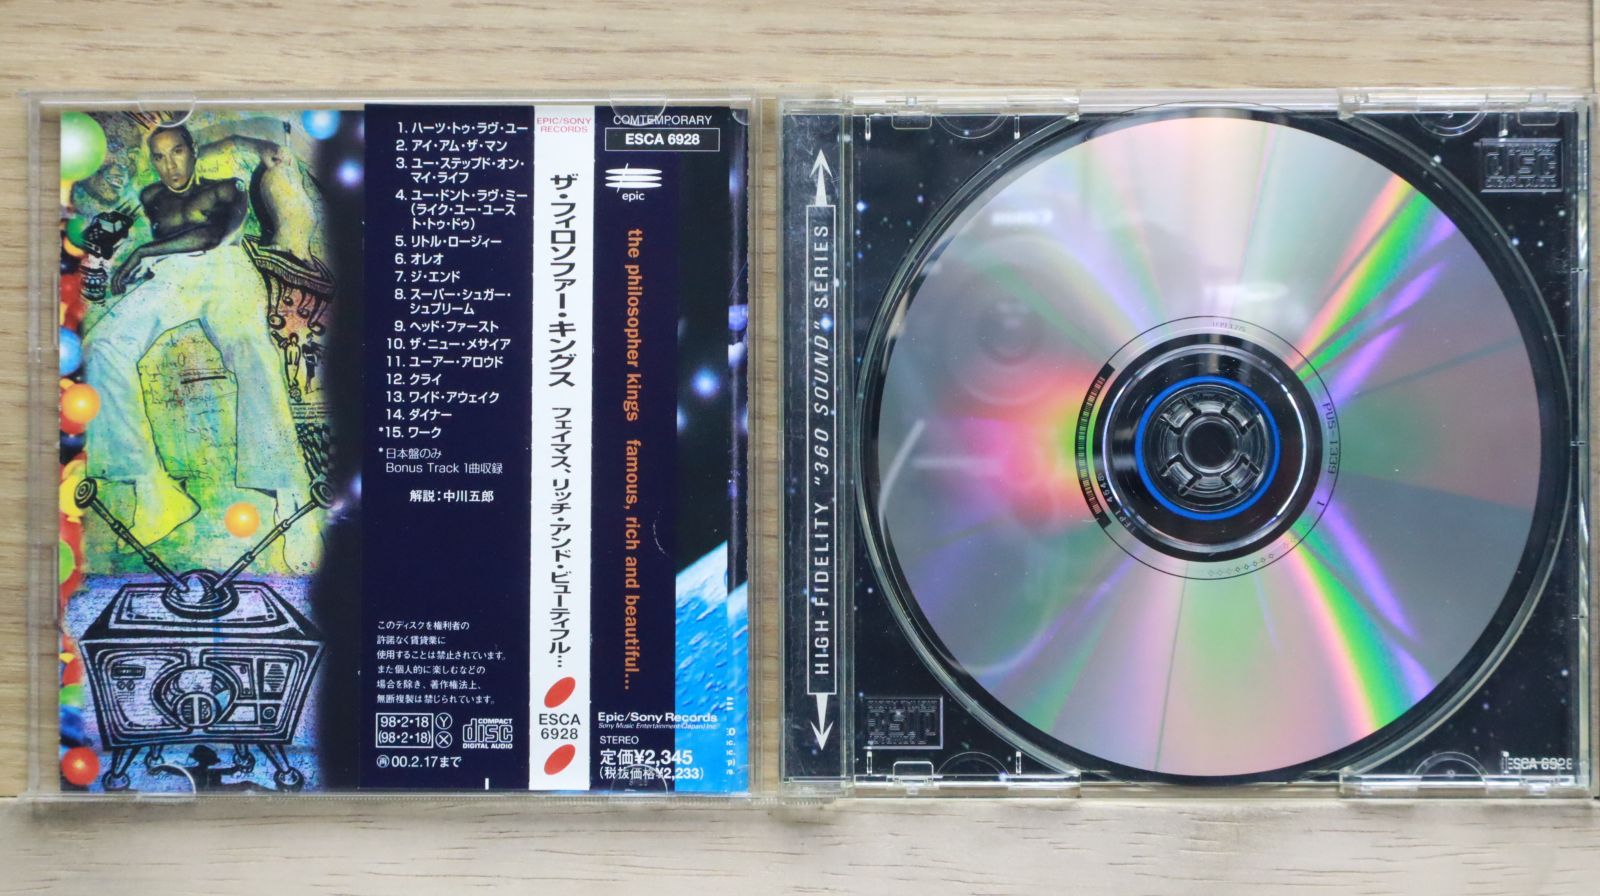 1. ハーツ・トゥ・ラヴ・ユー
2. アイ・アム・ザ・マン
3. ユー・ステップド・オン・
マイ・ライフ
4. ユー・ドント・ラヴ・ミー
(ライク・ユー・ユース
ト・トゥ・ドゥ)
5. リトル・ロージィー
6. オレオ
7. ジ・エンド
8. スーパー・シュガー・
シュプリーム
9. ヘッド・ファースト
10. ザ・ニュー・メサイア
11. ユーアー・アロウド
12. クライ
13. ワイド・アウェイク
14. ダイナー
*15. ワーク
*日本盤のみ
Bonus Track 1曲収録
解説:中川五郎
このディスクを権利者の
許諾なく賃貸業に
使用することは禁止されています。
また個人的に楽しむなどの
場合を除き、著作権法上、
無断複製は禁じられています。
98・2・18 Y
(98・2・18) X
再 00.2.17まで
COMPACT
disc
DIGITAL AUDIO
EPIC/SONY
RECORDS
ザ・フィロソファー・キングス フェイマス、リッチ・アンド・ビューティフル…
ESCA
6928
COMTEMPORARY
ESCA 6928
epic
the philosopher kings famous, rich and beautiful...
Epic/Sony Records
Sony Music Entertainment (Japan) Inc.
STEREO
定価¥2,345
(税抜価格¥2,233)
HIGH-FIDELITY "360 SOUND" SERIES
DISC
DIGITAL AUDIO
PUS-1339
1
ESCA 6928